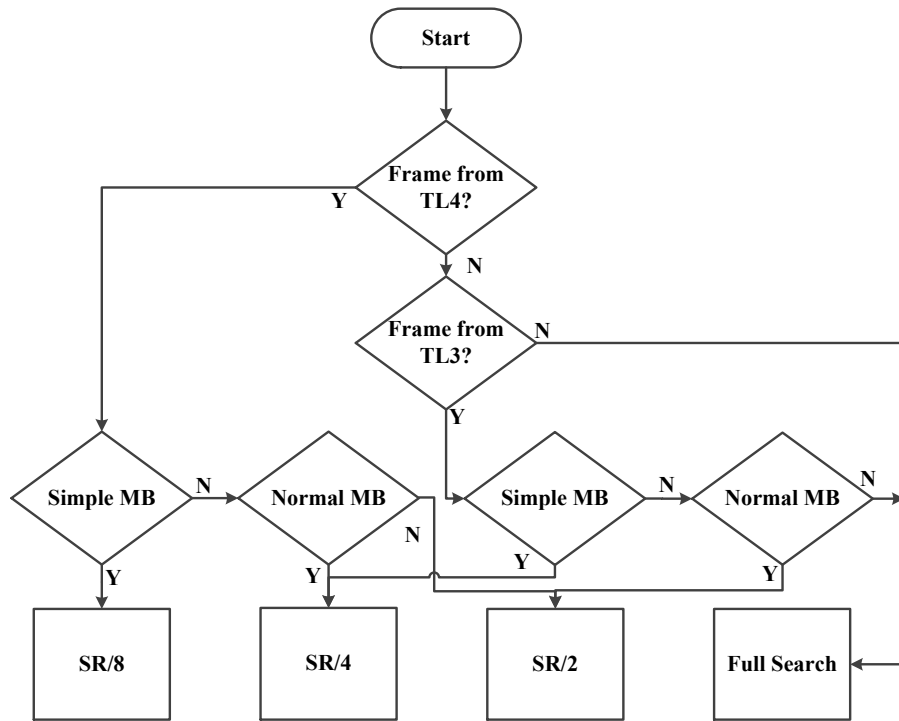 Start
Frame from
TL4?
Y
N
Frame from
TL3?
N
Y
Simple MB
N
Normal MB
N
Simple MB
N
Normal MB
N
Y
Y
Y
Y
SR/8
SR/4
SR/2
Full Search